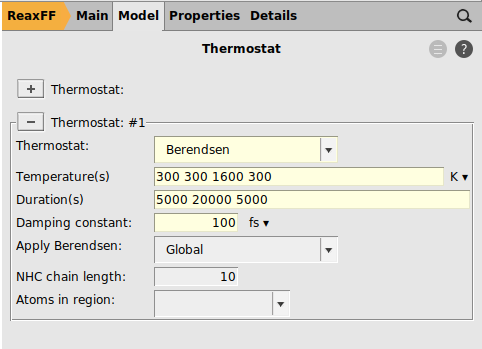 ReaxFF Main Model Properties Details
Thermostat
Thermostat:
Thermostat: #1
Thermostat: Berendsen
Temperature(s) 300 300 1600 300 K
Duration(s) 5000 20000 5000
Damping constant: 100 fs
Apply Berendsen: Global
NHC chain length: 10
Atoms in region: